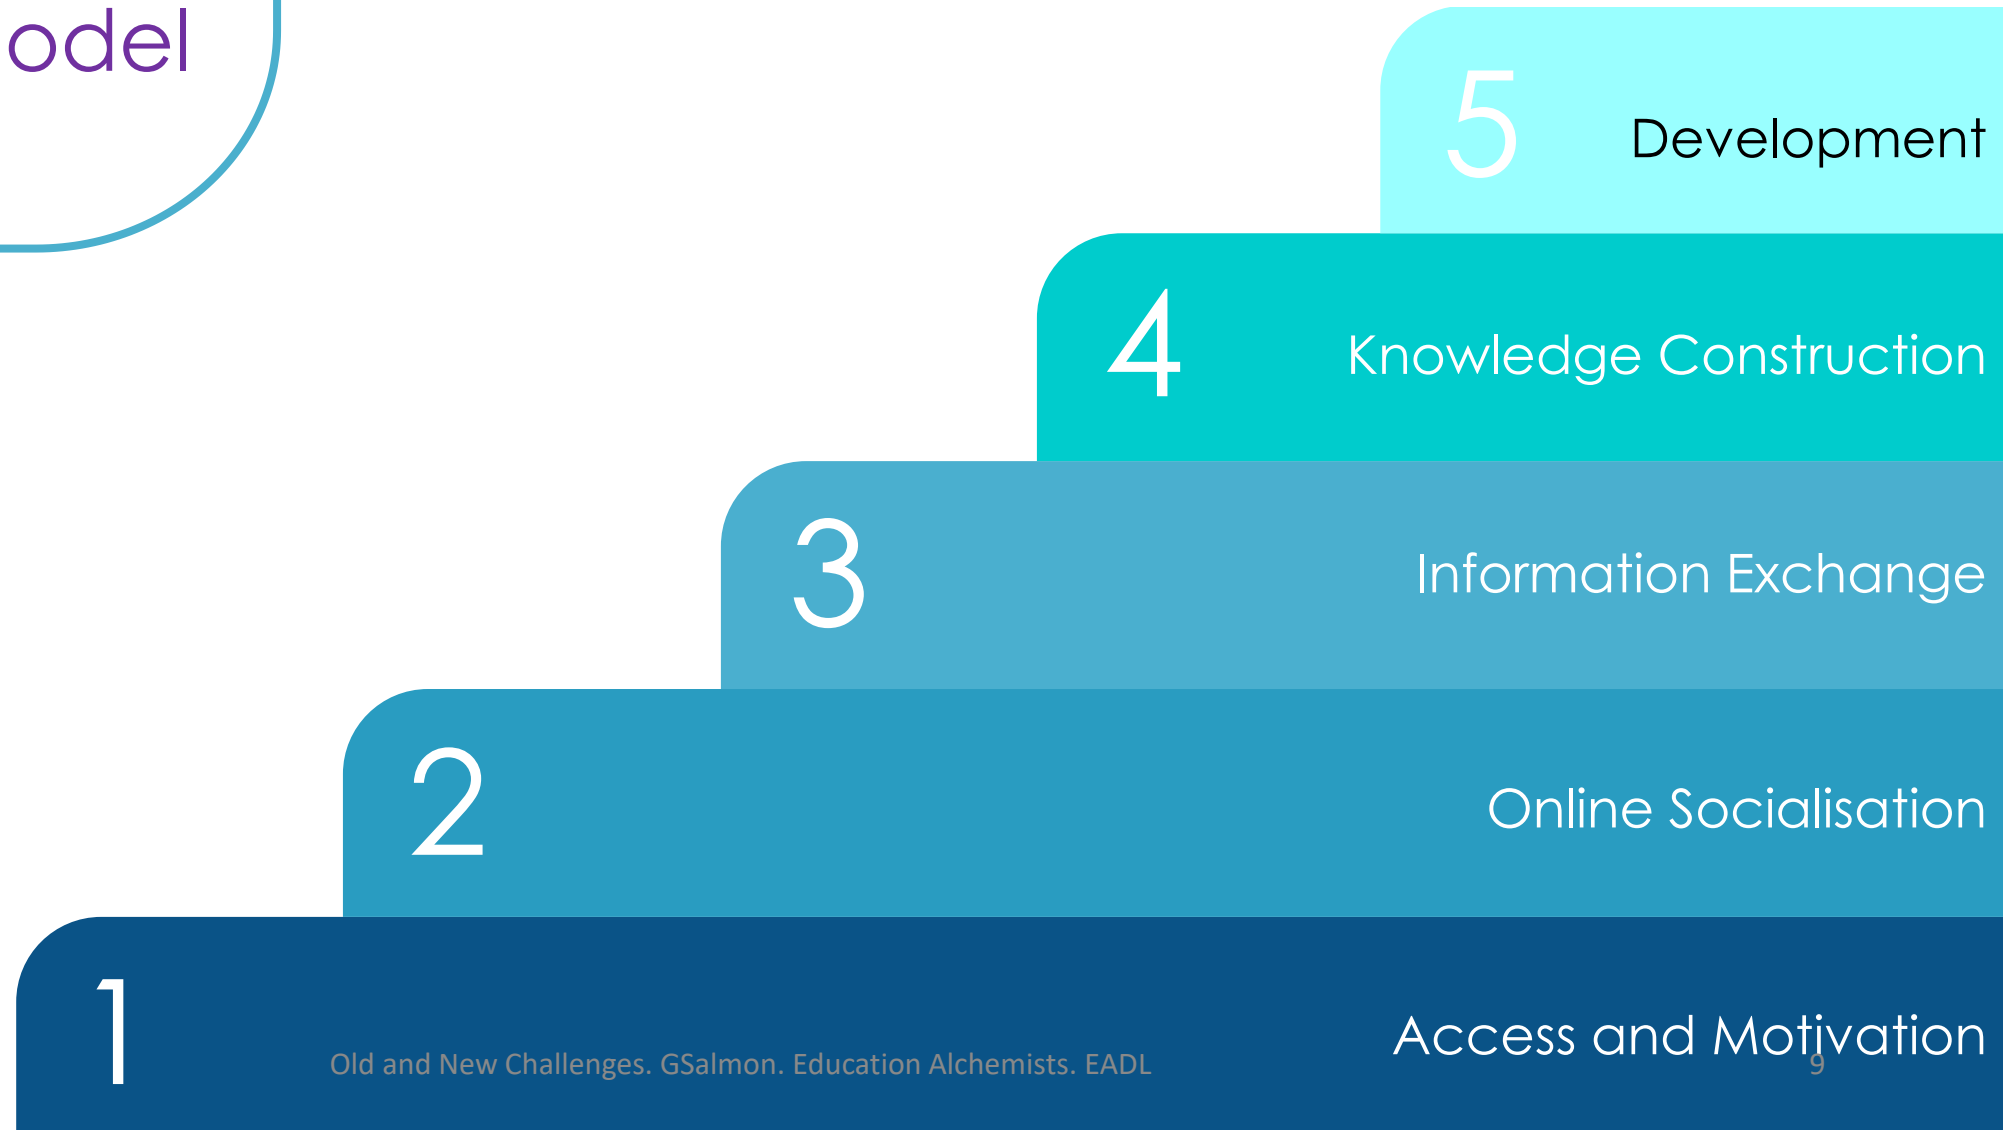 odel
5 Development
4 Knowledge Construction
3 Information Exchange
2 Online Socialisation
1 Access and Motivation
Old and New Challenges. GSalmon. Education Alchemists. EADL 9